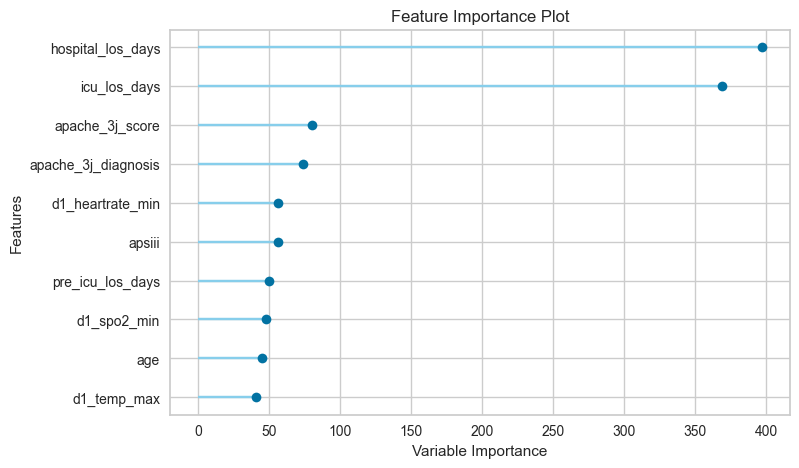 Feature Importance Plot
Features
hospital_los_days
icu_los_days
apache_3j_score
apache_3j_diagnosis
d1_heartrate_min
apsiii
pre_icu_los_days
d1_spo2_min
age
d1_temp_max
0 50 100 150 200 250 300 350 400
Variable Importance